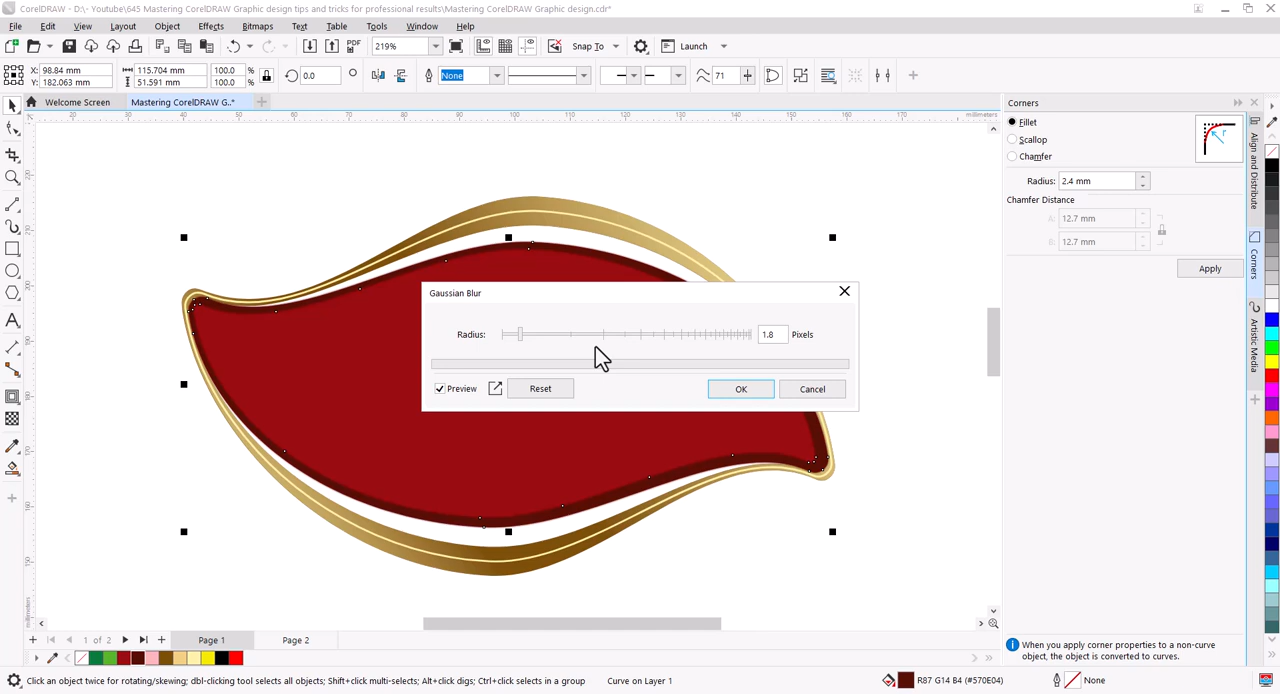 CorelDRAW - D:\- Youtube\645 Mastering CorelDRAW Graphic design tips and tricks for professional results\Mastering CorelDRAW Graphic design.cdr*
File Edit View Layout Object Effects Bitmaps Text Table Tools Window Help
PDF 219% Snap To Launch
X: 98.84 mm 115.704 mm 100.0 %
Y: 182.063 mm 51.591 mm 100.0 %
0.0 None 71
Welcome Screen Mastering CorelDRAW G..*
millimeters
Corners
Fillet
Scallop
Chamfer
Radius: 2.4 mm
Chamfer Distance
A: 12.7 mm
B: 12.7 mm
Apply
Align and Distribute
Corners
Artistic Media
Gaussian Blur
Radius: 1.8 Pixels
Preview Reset OK Cancel
1 of 2 Page 1 Page 2
When you apply corner properties to a non-curve
object, the object is converted to curves.
Click an object twice for rotating/skewing; dbl-clicking tool selects all objects; Shift+click multi-selects; Alt+click digs; Ctrl+click selects in a group Curve on Layer 1 R87 G14 B4 (#570E04) None